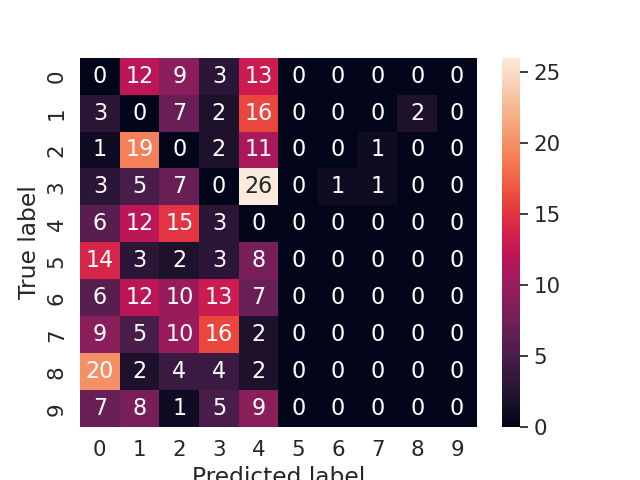 0 0 12 9 3 13 0 0 0 0 0
1 3 0 7 2 16 0 0 0 2 0
2 1 19 0 2 11 0 0 1 0 0
3 3 5 7 0 26 0 1 1 0 0
4 6 12 15 3 0 0 0 0 0 0
5 14 3 2 3 8 0 0 0 0 0
6 6 12 10 13 7 0 0 0 0 0
7 9 5 10 16 2 0 0 0 0 0
8 20 2 4 4 2 0 0 0 0 0
9 7 8 1 5 9 0 0 0 0 0
0 1 2 3 4 5 6 7 8 9
Predicted label
True label
25
20
15
10
5
0